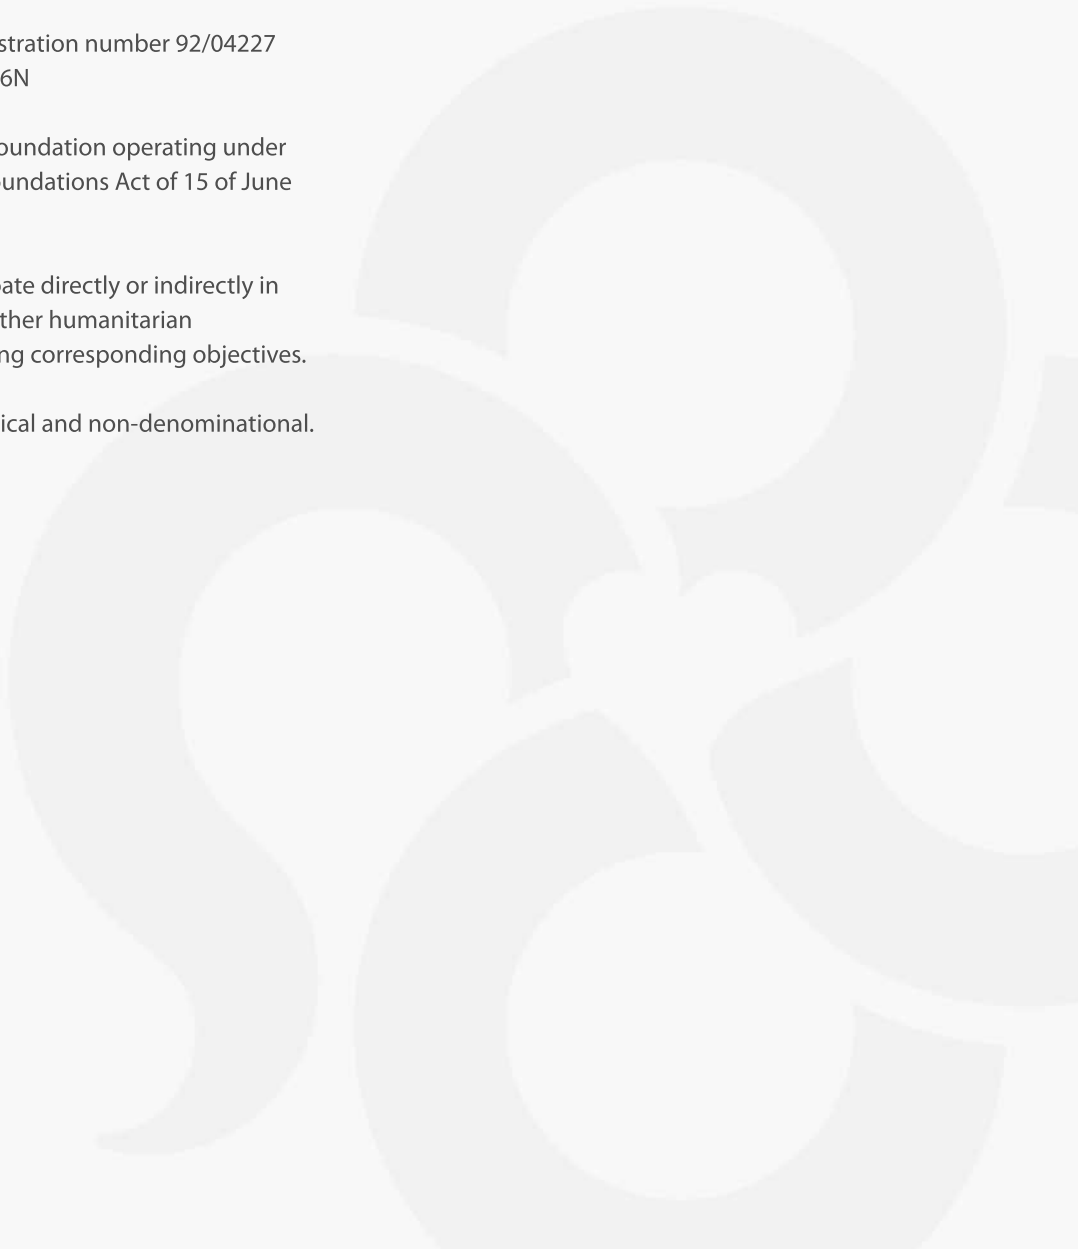 stration number 92/04227
6N
oundation operating under
undations Act of 15 of June
ate directly or indirectly in
ther humanitarian
ng corresponding objectives.
ical and non-denominational.